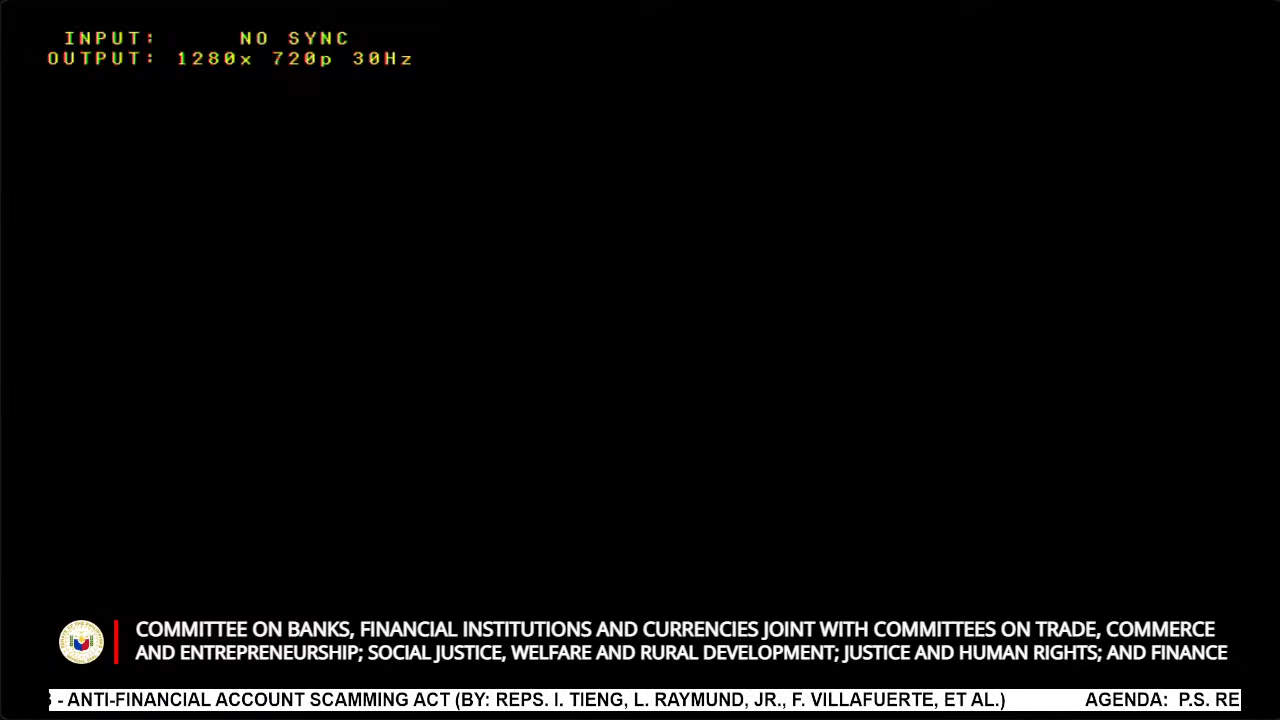 INPUT: NO SYNC
OUTPUT: 1280x 720p 30Hz
COMMITTEE ON BANKS, FINANCIAL INSTITUTIONS AND CURRENCIES JOINT WITH COMMITTEES ON TRADE, COMMERCE
AND ENTREPRENEURSHIP; SOCIAL JUSTICE, WELFARE AND RURAL DEVELOPMENT; JUSTICE AND HUMAN RIGHTS; AND FINANCE
- ANTI-FINANCIAL ACCOUNT SCAMMING ACT (BY: REPS. I. TIENG, L. RAYMUND, JR., F. VILLAFUERTE, ET AL.) AGENDA: P.S. RE